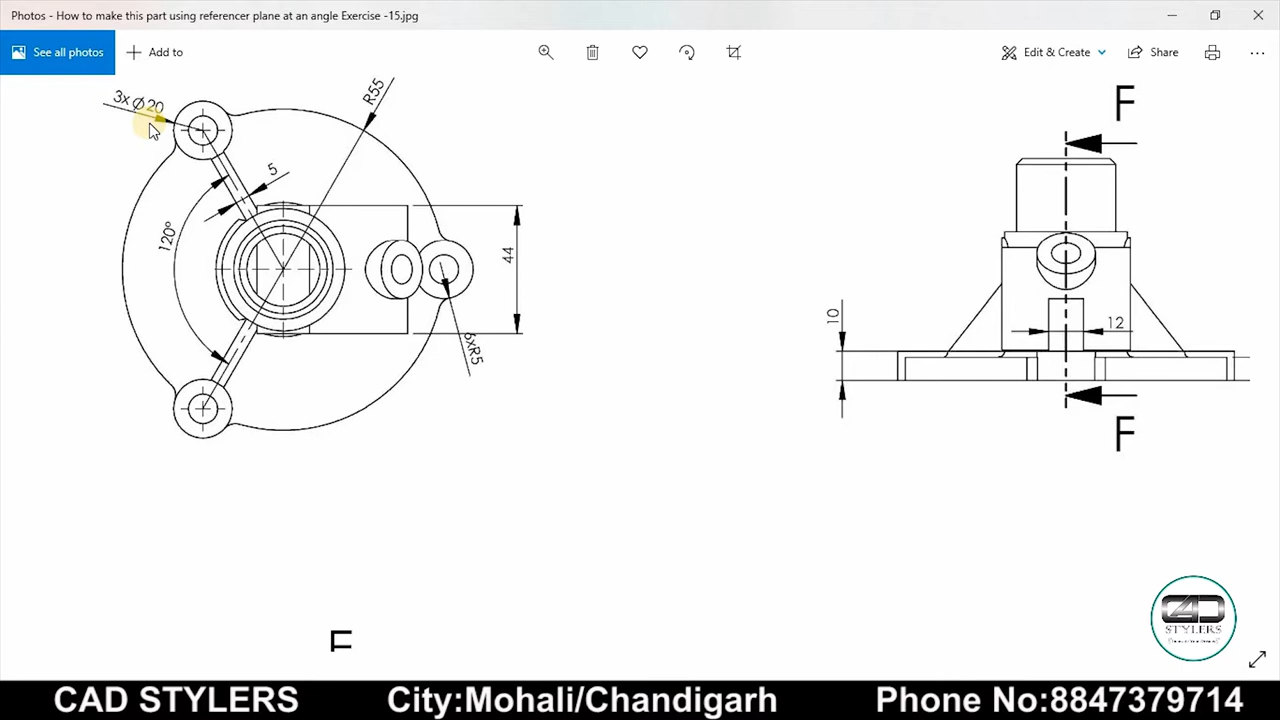 Photos - How to make this part using referencer plane at an angle Exercise -15.jpg
See all photos
Add to
Edit & Create
Share
3x Ø20
R55
5
120°
44
6xR5
F
10
12
F
F
CAD
STYLERS
CAD STYLERS City:Mohali/Chandigarh Phone No:8847379714